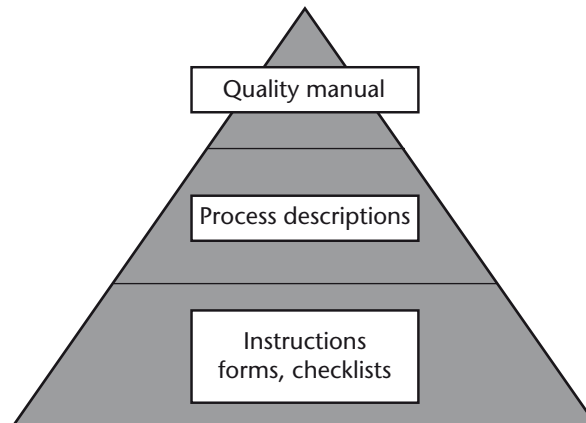 Quality manual
Process descriptions
Instructions
forms, checklists